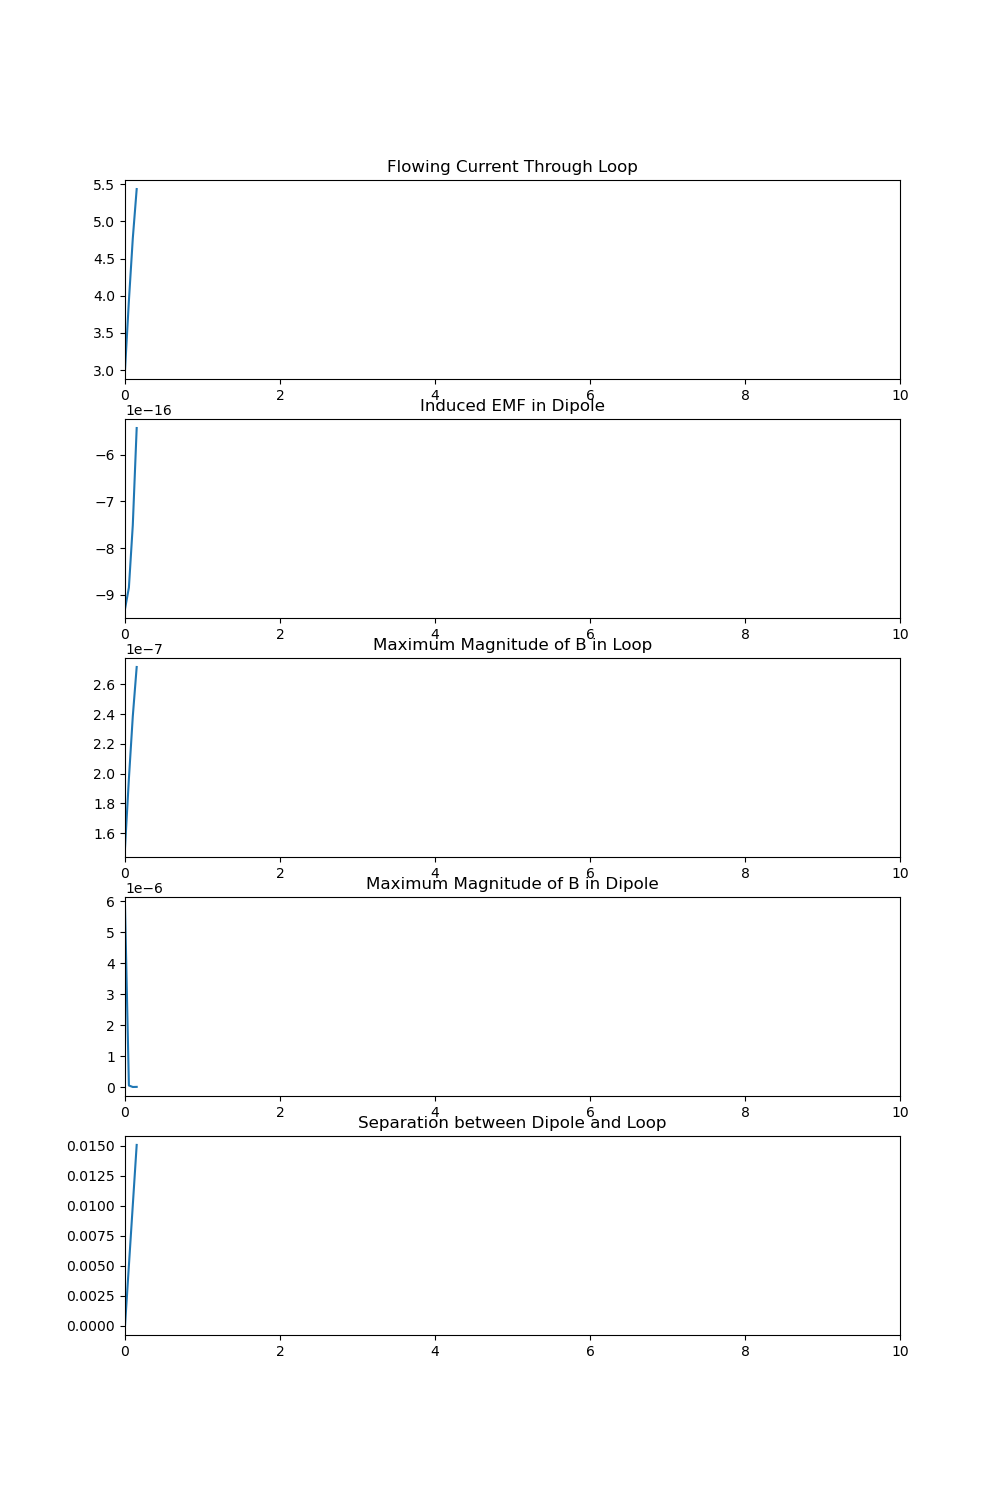 Flowing Current Through Loop
5.5
5.0
4.5
4.0
3.5
3.0
0 2 4 6 8 10
1e−16
Induced EMF in Dipole
−6
−7
−8
−9
0 2 4 6 8 10
1e−7
Maximum Magnitude of B in Loop
2.6
2.4
2.2
2.0
1.8
1.6
0 2 4 6 8 10
1e−6
Maximum Magnitude of B in Dipole
6
5
4
3
2
1
0
0 2 4 6 8 10
Separation between Dipole and Loop
0.0150
0.0125
0.0100
0.0075
0.0050
0.0025
0.0000
0 2 4 6 8 10